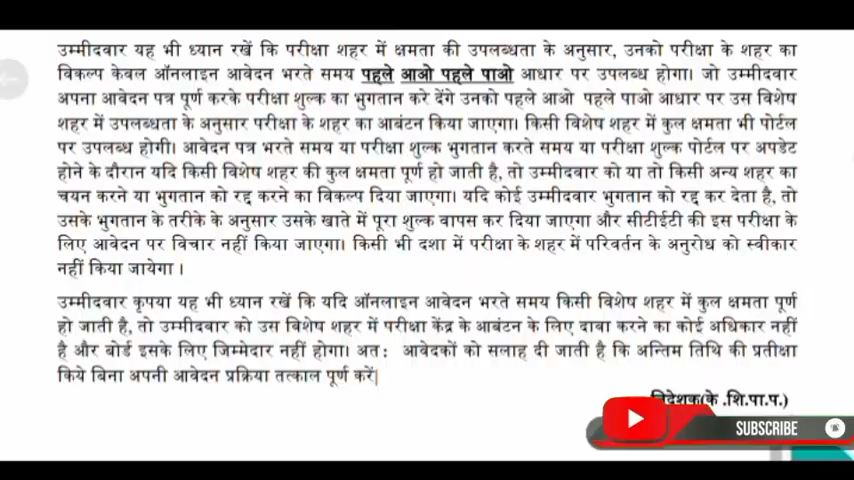 उम्मीदवार यह भी ध्यान रखें कि परीक्षा शहर में क्षमता की उपलब्धता के अनुसार, उनको परीक्षा के शहर का
विकल्प केवल ऑनलाइन आवेदन भरते समय पहले आओ पहले पाओ आधार पर उपलब्ध होगा। जो उम्मीदवार
अपना आवेदन पत्र पूर्ण करके परीक्षा शुल्क का भुगतान करे देंगे उनको पहले आओ पहले पाओ आधार पर उस विशेष
शहर में उपलब्धता के अनुसार परीक्षा के शहर का आबंटन किया जाएगा। किसी विशेष शहर में कुल क्षमता भी पोर्टल
पर उपलब्ध होगी। आवेदन पत्र भरते समय या परीक्षा शुल्क भुगतान करते समय या परीक्षा शुल्क पोर्टल पर अपडेट
होने के दौरान यदि किसी विशेष शहर की कुल क्षमता पूर्ण हो जाती है, तो उम्मीदवार को या तो किसी अन्य शहर का
चयन करने या भुगतान को रद्द करने का विकल्प दिया जाएगा। यदि कोई उम्मीदवार भुगतान को रद्द कर देता है, तो
उसके भुगतान के तरीके के अनुसार उसके खाते में पूरा शुल्क वापस कर दिया जाएगा और सीटीईटी की इस परीक्षा के
लिए आवेदन पर विचार नहीं किया जाएगा। किसी भी दशा में परीक्षा के शहर में परिवर्तन के अनुरोध को स्वीकार
नहीं किया जायेगा ।
उम्मीदवार कृपया यह भी ध्यान रखें कि यदि ऑनलाइन आवेदन भरते समय किसी विशेष शहर में कुल क्षमता पूर्ण
हो जाती है, तो उम्मीदवार को उस विशेष शहर में परीक्षा केंद्र के आबंटन के लिए दाबा करने का कोई अधिकार नहीं
है और बोर्ड इसके लिए जिम्मेदार नहीं होगा। अत: आवेदकों को सलाह दी जाती है कि अन्तिम तिथि की प्रतीक्षा
किये बिना अपनी आवेदन प्रक्रिया तत्काल पूर्ण करें|
निदेशक(के .शि.पा.प.)
SUBSCRIBE